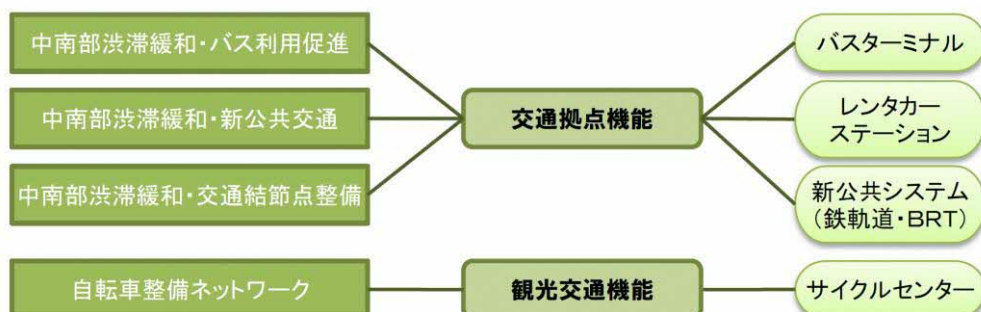 中南部渋滞緩和・バス利用促進
中南部渋滞緩和・新公共交通
中南部渋滞緩和・交通結節点整備
交通拠点機能
バスターミナル
レンタカー
ステーション
新公共システム
（鉄軌道・BRT）
自転車整備ネットワーク
観光交通機能
サイクルセンター